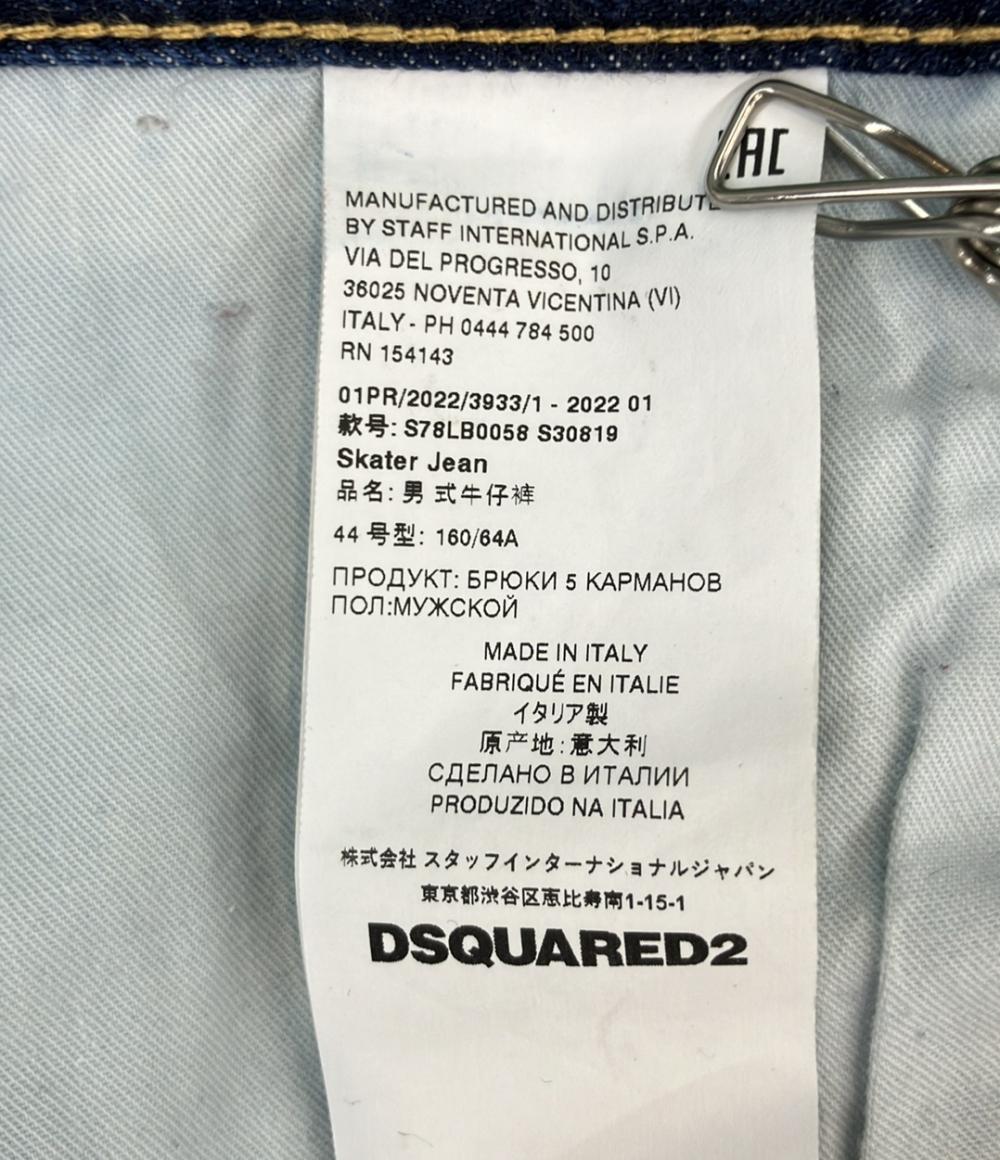 EAC
MANUFACTURED AND DISTRIBUTE
BY STAFF INTERNATIONAL S.P.A.
VIA DEL PROGRESSO, 10
36025 NOVENTA VICENTINA (VI)
ITALY - PH 0444 784 500
RN 154143
01PR/2022/3933/1 - 2022 01
款号: S78LB0058 S30819
Skater Jean
品名: 男 式牛仔裤
44 号型: 160/64A
ПРОДУКТ: БРЮКИ 5 КАРМАНОВ
ПОЛ:МУЖСКОЙ
MADE IN ITALY
FABRIQUÉ EN ITALIE
イタリア製
原产地:意大利
СДЕЛАНО В ИТАЛИИ
PRODUZIDO NA ITALIA
株式会社 スタッフインターナショナルジャパン
東京都渋谷区恵比寿南1-15-1
DSQUARED2